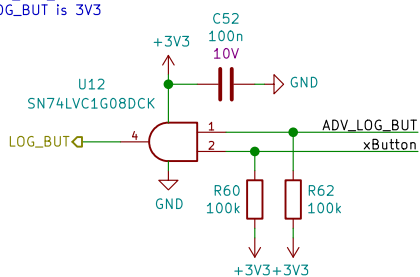 OG_BUT is 3V3
C52
100n
10V
+3V3
GND
U12
SN74LVC1G08DCK
LOG_BUT
4
1
2
ADV_LOG_BUT
xButton
GND
R60
100k
R62
100k
+3V3
+3V3